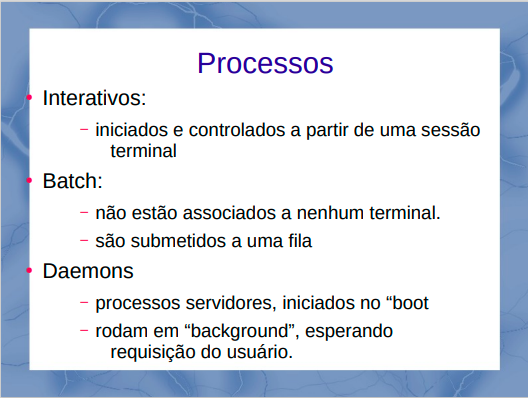 Processos
• Interativos:
– iniciados e controlados a partir de uma sessão
terminal
• Batch:
– não estão associados a nenhum terminal.
– são submetidos a uma fila
• Daemons
– processos servidores, iniciados no “boot
– rodam em “background”, esperando
requisição do usuário.